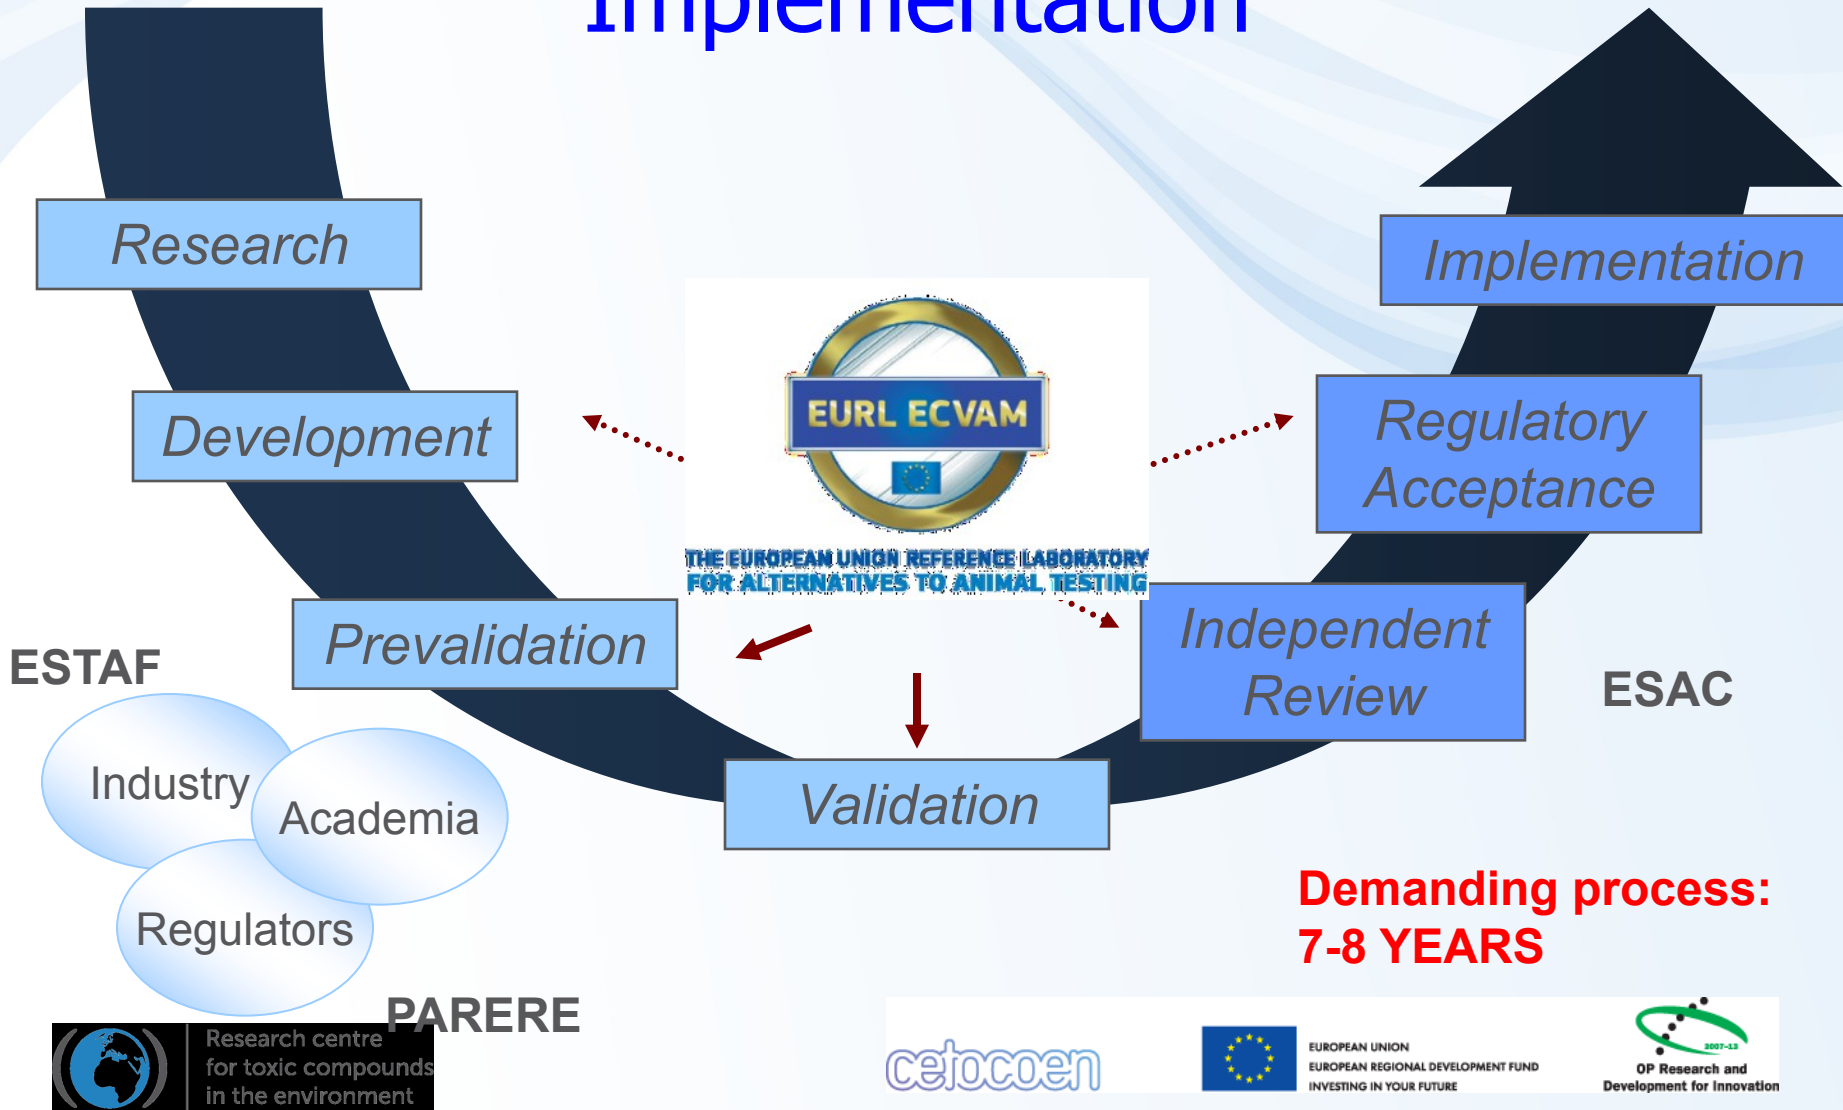 Implementation
Research
Development
Prevalidation
Validation
Independent
Review
Regulatory
Acceptance
Implementation
EURL ECVAM
THE EUROPEAN UNION REFERENCE LABORATORY
FOR ALTERNATIVES TO ANIMAL TESTING
ESTAF
Industry
Academia
Regulators
PARERE
ESAC
Demanding process:
7-8 YEARS
Research centre
for toxic compounds
in the environment
cetocoen
EUROPEAN UNION
EUROPEAN REGIONAL DEVELOPMENT FUND
INVESTING IN YOUR FUTURE
2007-13
OP Research and
Development for Innovation